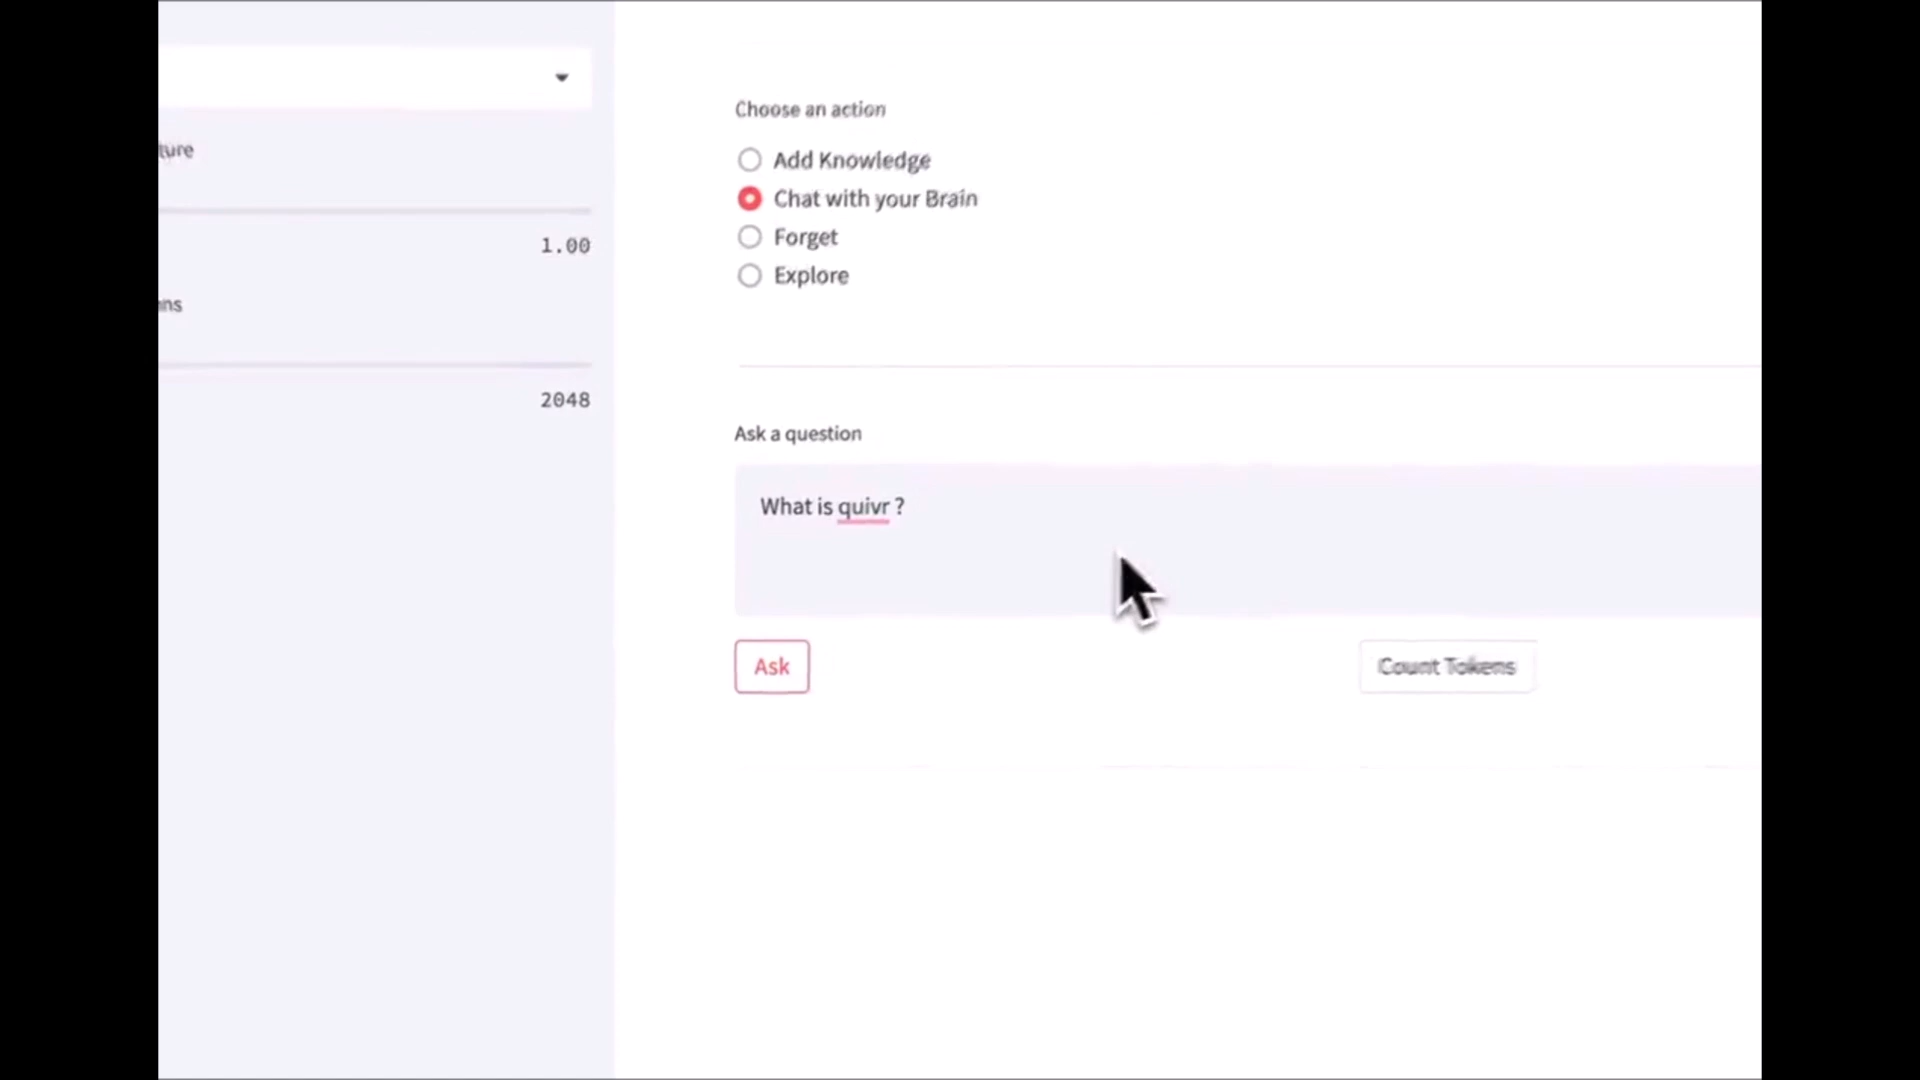 ture
1.00
ns
2048
Choose an action
Add Knowledge
Chat with your Brain
Forget
Explore
Ask a question
What is quivr ?
Ask
Count Tokens